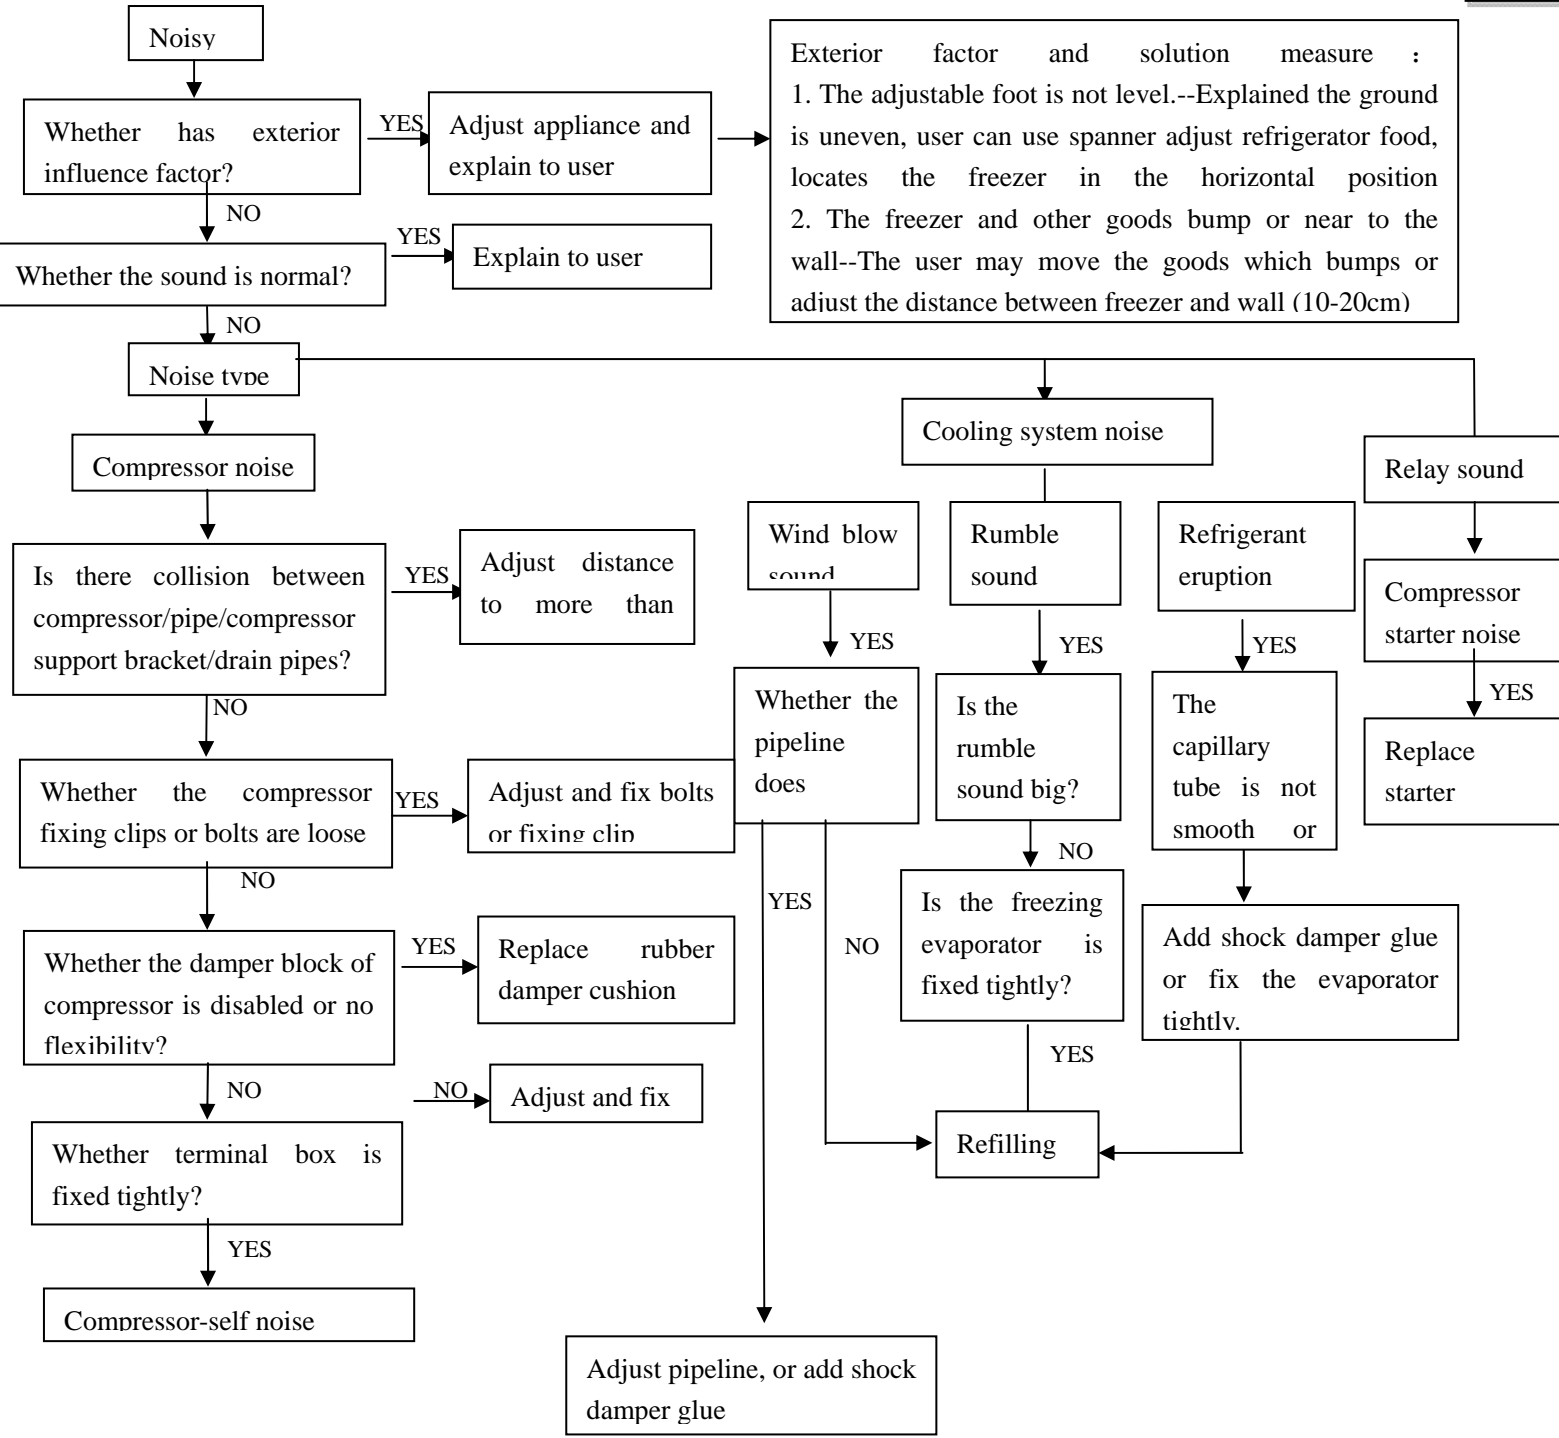 Noisy
Whether has exterior
influence factor?
YES
Adjust appliance and
explain to user
Exterior factor and solution measure :
1. The adjustable foot is not level.--Explained the ground
is uneven, user can use spanner adjust refrigerator food,
locates the freezer in the horizontal position
2. The freezer and other goods bump or near to the
wall--The user may move the goods which bumps or
adjust the distance between freezer and wall (10-20cm)
NO
Whether the sound is normal?
YES
Explain to user
NO
Noise type
Compressor noise
Is there collision between
compressor/pipe/compressor
support bracket/drain pipes?
YES
Adjust distance
to more than
NO
Whether the compressor
fixing clips or bolts are loose
YES
Adjust and fix bolts
or fixing clip
NO
Whether the damper block of
compressor is disabled or no
flexibility?
YES
Replace rubber
damper cushion
NO
NO
Adjust and fix
Whether terminal box is
fixed tightly?
YES
Compressor-self noise
Cooling system noise
Wind blow
sound
YES
Whether the
pipeline
does
YES
NO
Adjust pipeline, or add shock
damper glue
Rumble
sound
YES
Is the
rumble
sound big?
NO
Is the freezing
evaporator is
fixed tightly?
YES
Refilling
Refrigerant
eruption
YES
The
capillary
tube is not
smooth or
Add shock damper glue
or fix the evaporator
tightly.
Relay sound
Compressor
starter noise
YES
Replace
starter